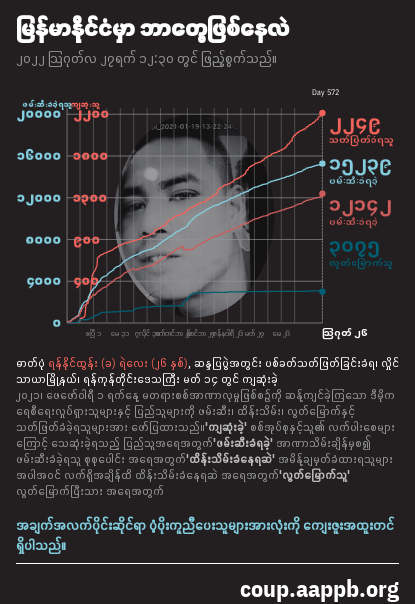 မြန်မာနိုင်ငံမှာ ဘာတွေဖြစ်နေလဲ
၂၀၂၂ ဩဂုတ်လ ၂၇ရက် ၁၂:၃၀ တွင် ဖြည့်စွက်သည်။
Day 572
ဖမ်းဆီးခံရသူ ကျဆုံးသူ
၂၀၀၀၀ ၂၂၀၀
၁၆၀၀၀
၁၂၀၀၀
၈၀၀၀ ၉၀၀
၄၀၀၀
၀
2021-01-19-13-22-24
၂၂၄၉
သတ်ဖြတ်ခံရသူ
၁၅၂၃၉
ဖမ်းဆီးခံရခဲ့
၁၂၁၄၂
ဖမ်းဆီးခံရခဲ့
၃၀၇၅
လွတ်မြောက်သူ
ဩဂုတ် ၂၆
ဓာတ်ပုံ ရန်နိုင်ထွန်း (ခ) ရဲလေး (၂၆ နှစ်), ဆန္ဒပြပွဲအတွင်း ပစ်ခတ်သတ်ဖြတ်ခြင်းခံရ၊ လှိုင်
သာယာမြို့နယ်၊ ရန်ကုန်တိုင်းဒေသကြီး မတ် ၁၄ တွင် ကျဆုံးခဲ့
၂၀၂၁ ဖေဖော်ဝါရီ ၁ ရက်နေ့ မတရားစစ်အာဏာလုမှုဖြစ်စဉ်ကို ဆန့်ကျင်ခဲ့ကြသော ဒီမိုက
ရေစီရေးလှုပ်ရှားသူများနှင့် ပြည်သူများကို ဖမ်းဆီး၊ ထိန်းသိမ်း၊ လွတ်မြောက်နှင့်
သတ်ဖြတ်ခံခဲ့ရသူများအား ဖော်ပြထားသည်။'ကျဆုံးခဲ့' စစ်အုပ်စုနှင့်သူ၏ လက်ပါးစေများ
ကြောင့် သေဆုံးခဲ့ရသည့် ပြည်သူအရေအတွက်'ဖမ်းဆီးခံရခဲ့' အာဏာသိမ်းချိန်မှစ၍
ဖမ်းဆီးခံခဲ့ရသူ စုစုပေါင်း အရေအတွက်'ထိန်းသိမ်းခံနေရဆဲ' အမိန့်ချမှတ်ခံထားရသူများ
အပါအဝင် လက်ရှိအချိန်ထိ ထိန်းသိမ်းခံနေရဆဲ အရေအတွက်'လွတ်မြောက်သူ'
လွတ်မြောက်ပြီးသား အရေအတွက်
အချက်အလက်ပိုင်းဆိုင်ရာ ပံ့ပိုးကူညီပေးသူများအားလုံးကို ကျေးဇူးအထူးတင်
ရှိပါသည်။
coup.aappb.org